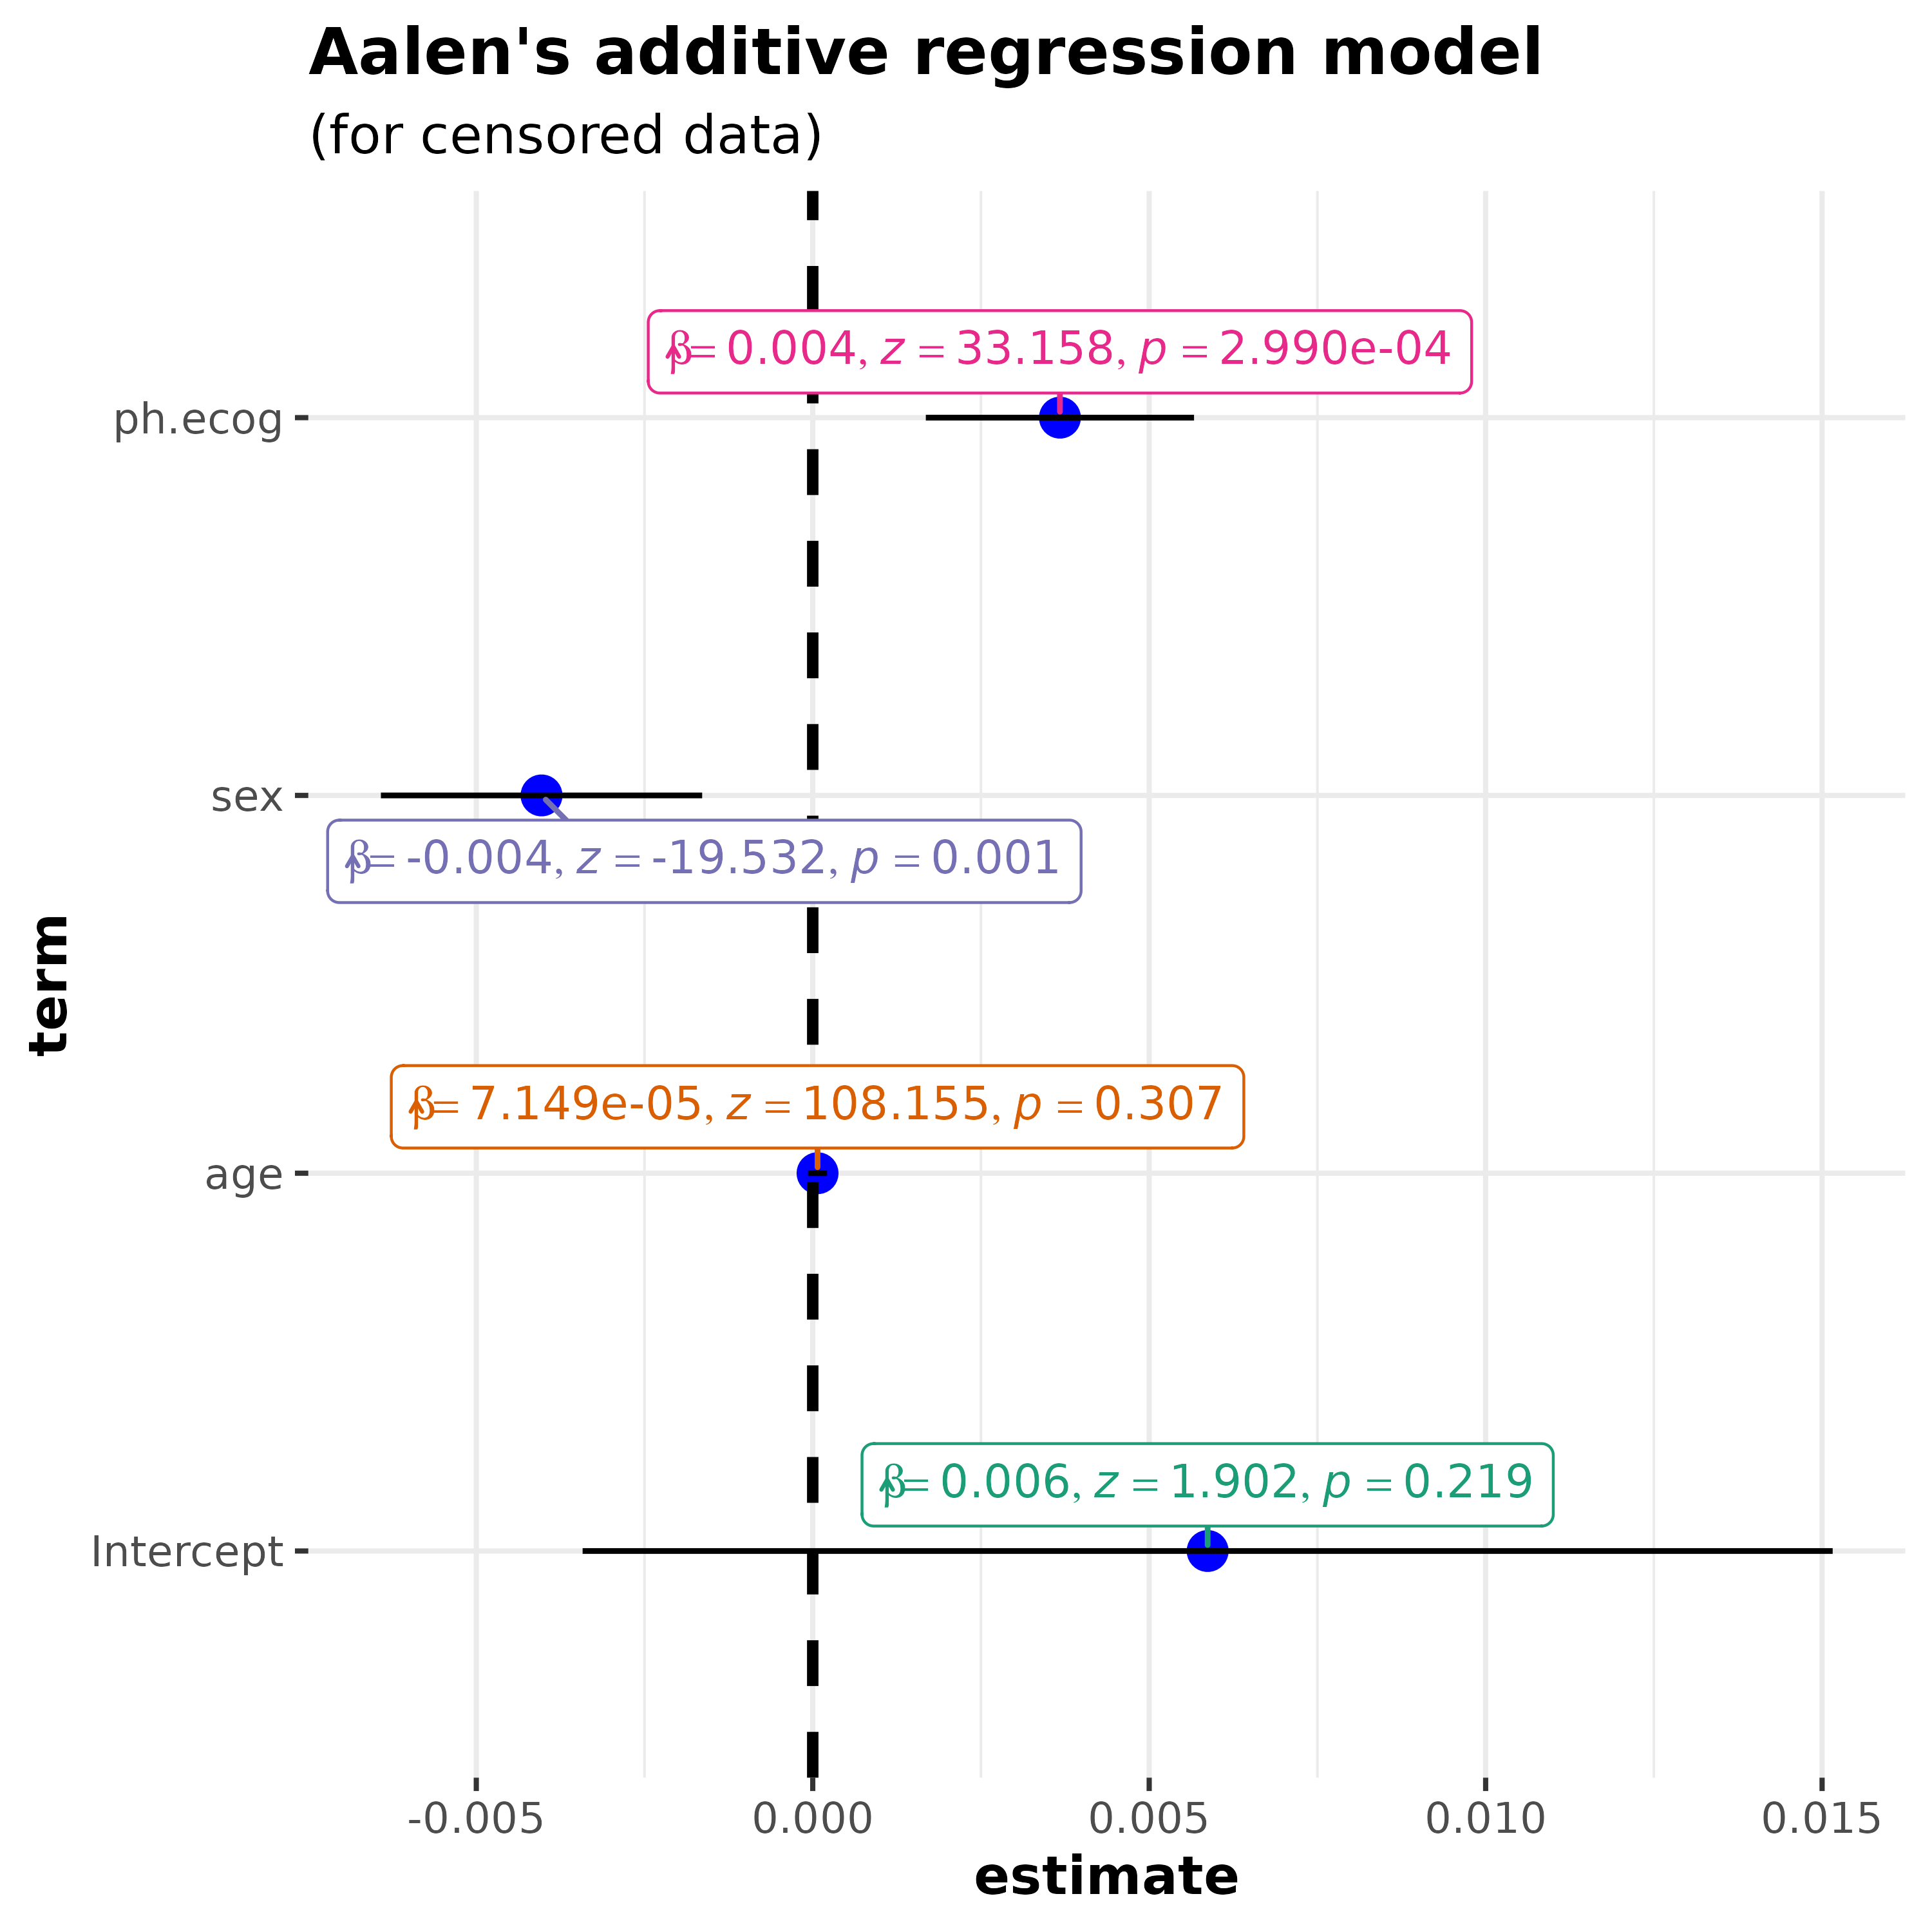 Aalen's additive regression model
(for censored data)
β̂ = 0.004, z = 33.158, p = 2.990e-04
ph.ecog
sex
β̂ = -0.004, z = -19.532, p = 0.001
term
β̂ = 7.149e-05, z = 108.155, p = 0.307
age
β̂ = 0.006, z = 1.902, p = 0.219
Intercept
-0.005 0.000 0.005 0.010 0.015
estimate